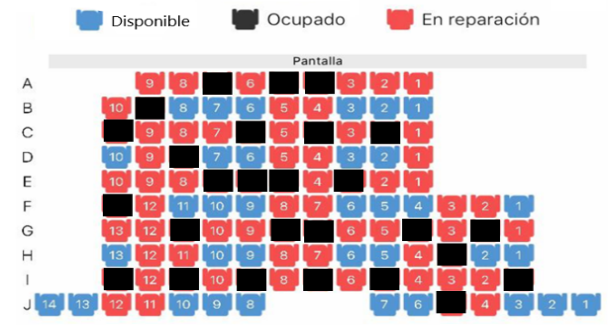 Disponible Ocupado En reparación
Pantalla
A 9 8 6 3 2 1
B 10 8 7 6 5 4 3 2 1
C 9 8 7 5 3 1
D 10 9 7 6 5 4 3 2 1
E 10 9 8 4 2 1
F 12 11 10 9 8 7 6 5 4 3 2 1
G 13 12 10 9 6 5 3 1
H 13 12 11 10 9 8 7 6 5 4 2 1
I 12 10 8 6 4 3 2
J 14 13 12 11 10 9 8 7 6 4 3 2 1